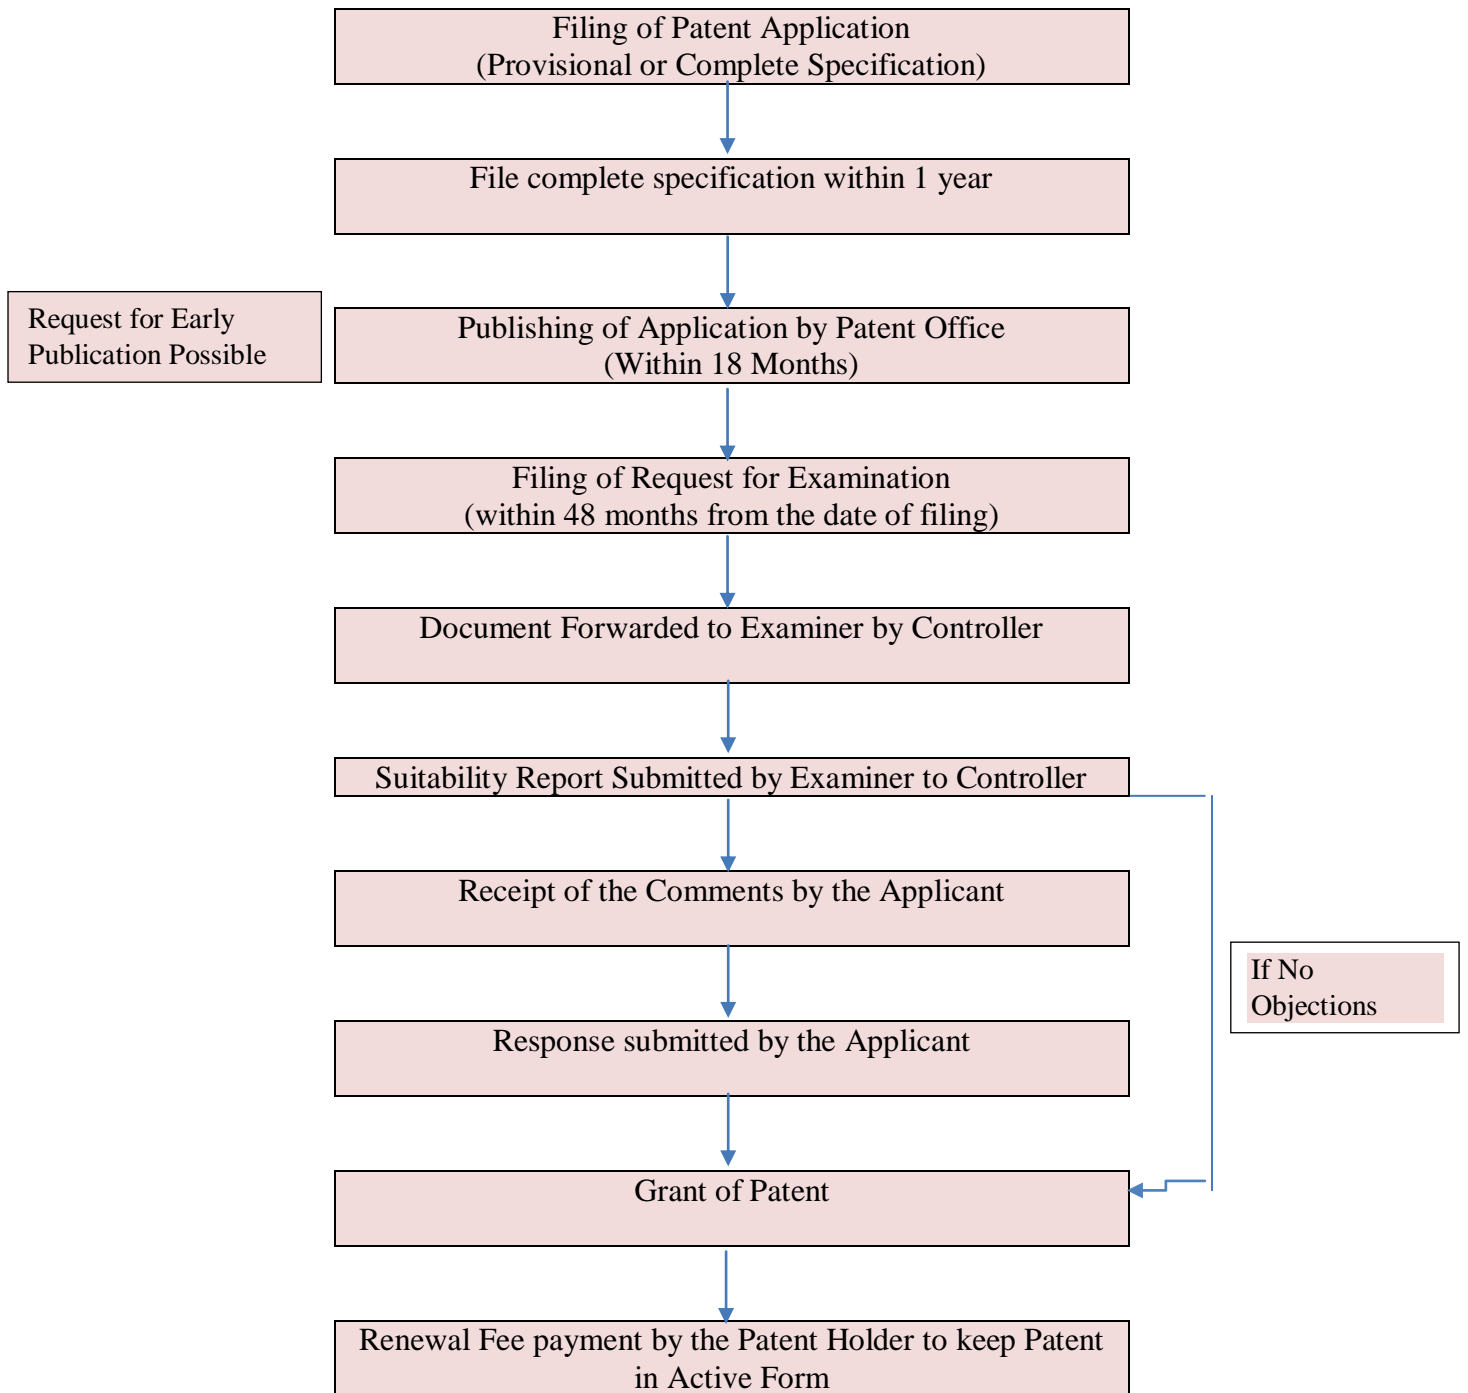 Filing of Patent Application
(Provisional or Complete Specification)
File complete specification within 1 year
Request for Early
Publication Possible
Publishing of Application by Patent Office
(Within 18 Months)
Filing of Request for Examination
(within 48 months from the date of filing)
Document Forwarded to Examiner by Controller
Suitability Report Submitted by Examiner to Controller
Receipt of the Comments by the Applicant
If No
Objections
Response submitted by the Applicant
Grant of Patent
Renewal Fee payment by the Patent Holder to keep Patent
in Active Form